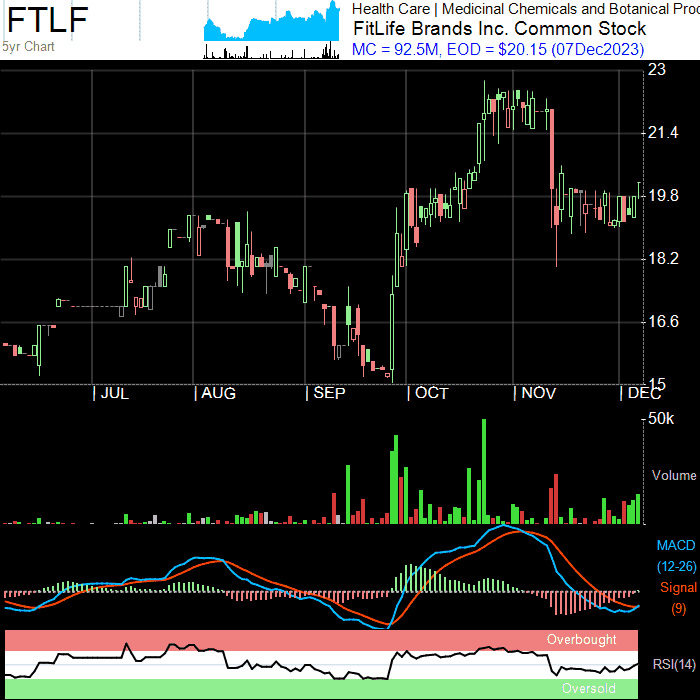 FTLF
5yr Chart
Health Care | Medicinal Chemicals and Botanical
FitLife Brands Inc. Common Stock
MC = 92.5M, EOD = $20.15 (07Dec2023)
23
21.4
19.8
18.2
16.6
15
JUL
AUG
SEP
OCT
NOV
DEC
50k
Volume
MACD
(12-26)
Signal
(9)
Overbought
RSI(14)
Oversold